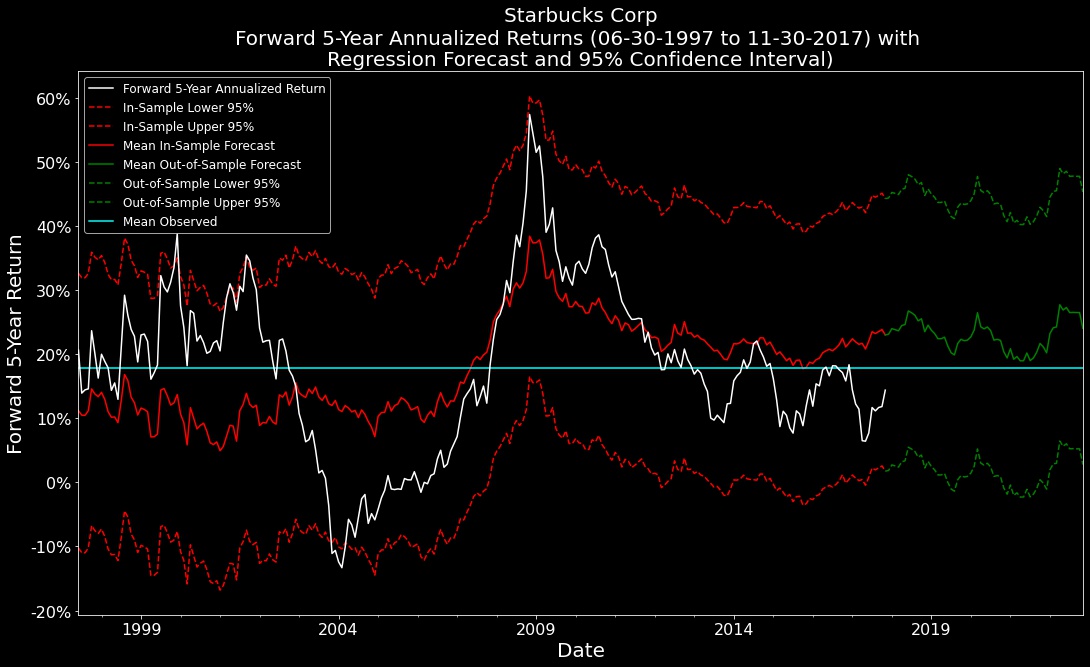 Starbucks Corp
Forward 5-Year Annualized Returns (06-30-1997 to 11-30-2017) with
Regression Forecast and 95% Confidence Interval)
Forward 5-Year Annualized Return
In-Sample Lower 95%
In-Sample Upper 95%
Mean In-Sample Forecast
Mean Out-of-Sample Forecast
Out-of-Sample Lower 95%
Out-of-Sample Upper 95%
Mean Observed
Forward 5-Year Return
60%
50%
40%
30%
20%
10%
0%
-10%
-20%
1999
2004
2009
2014
2019
Date